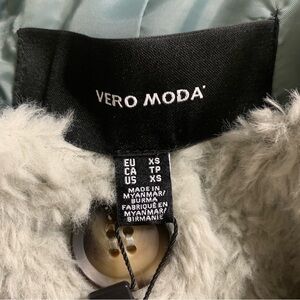 VERO MODA
EU XS
CA TP
US XS
MADE IN
MYANMAR/
BURMA
FABRIQUÉ EN
MYANMAR/
BIRMANIE